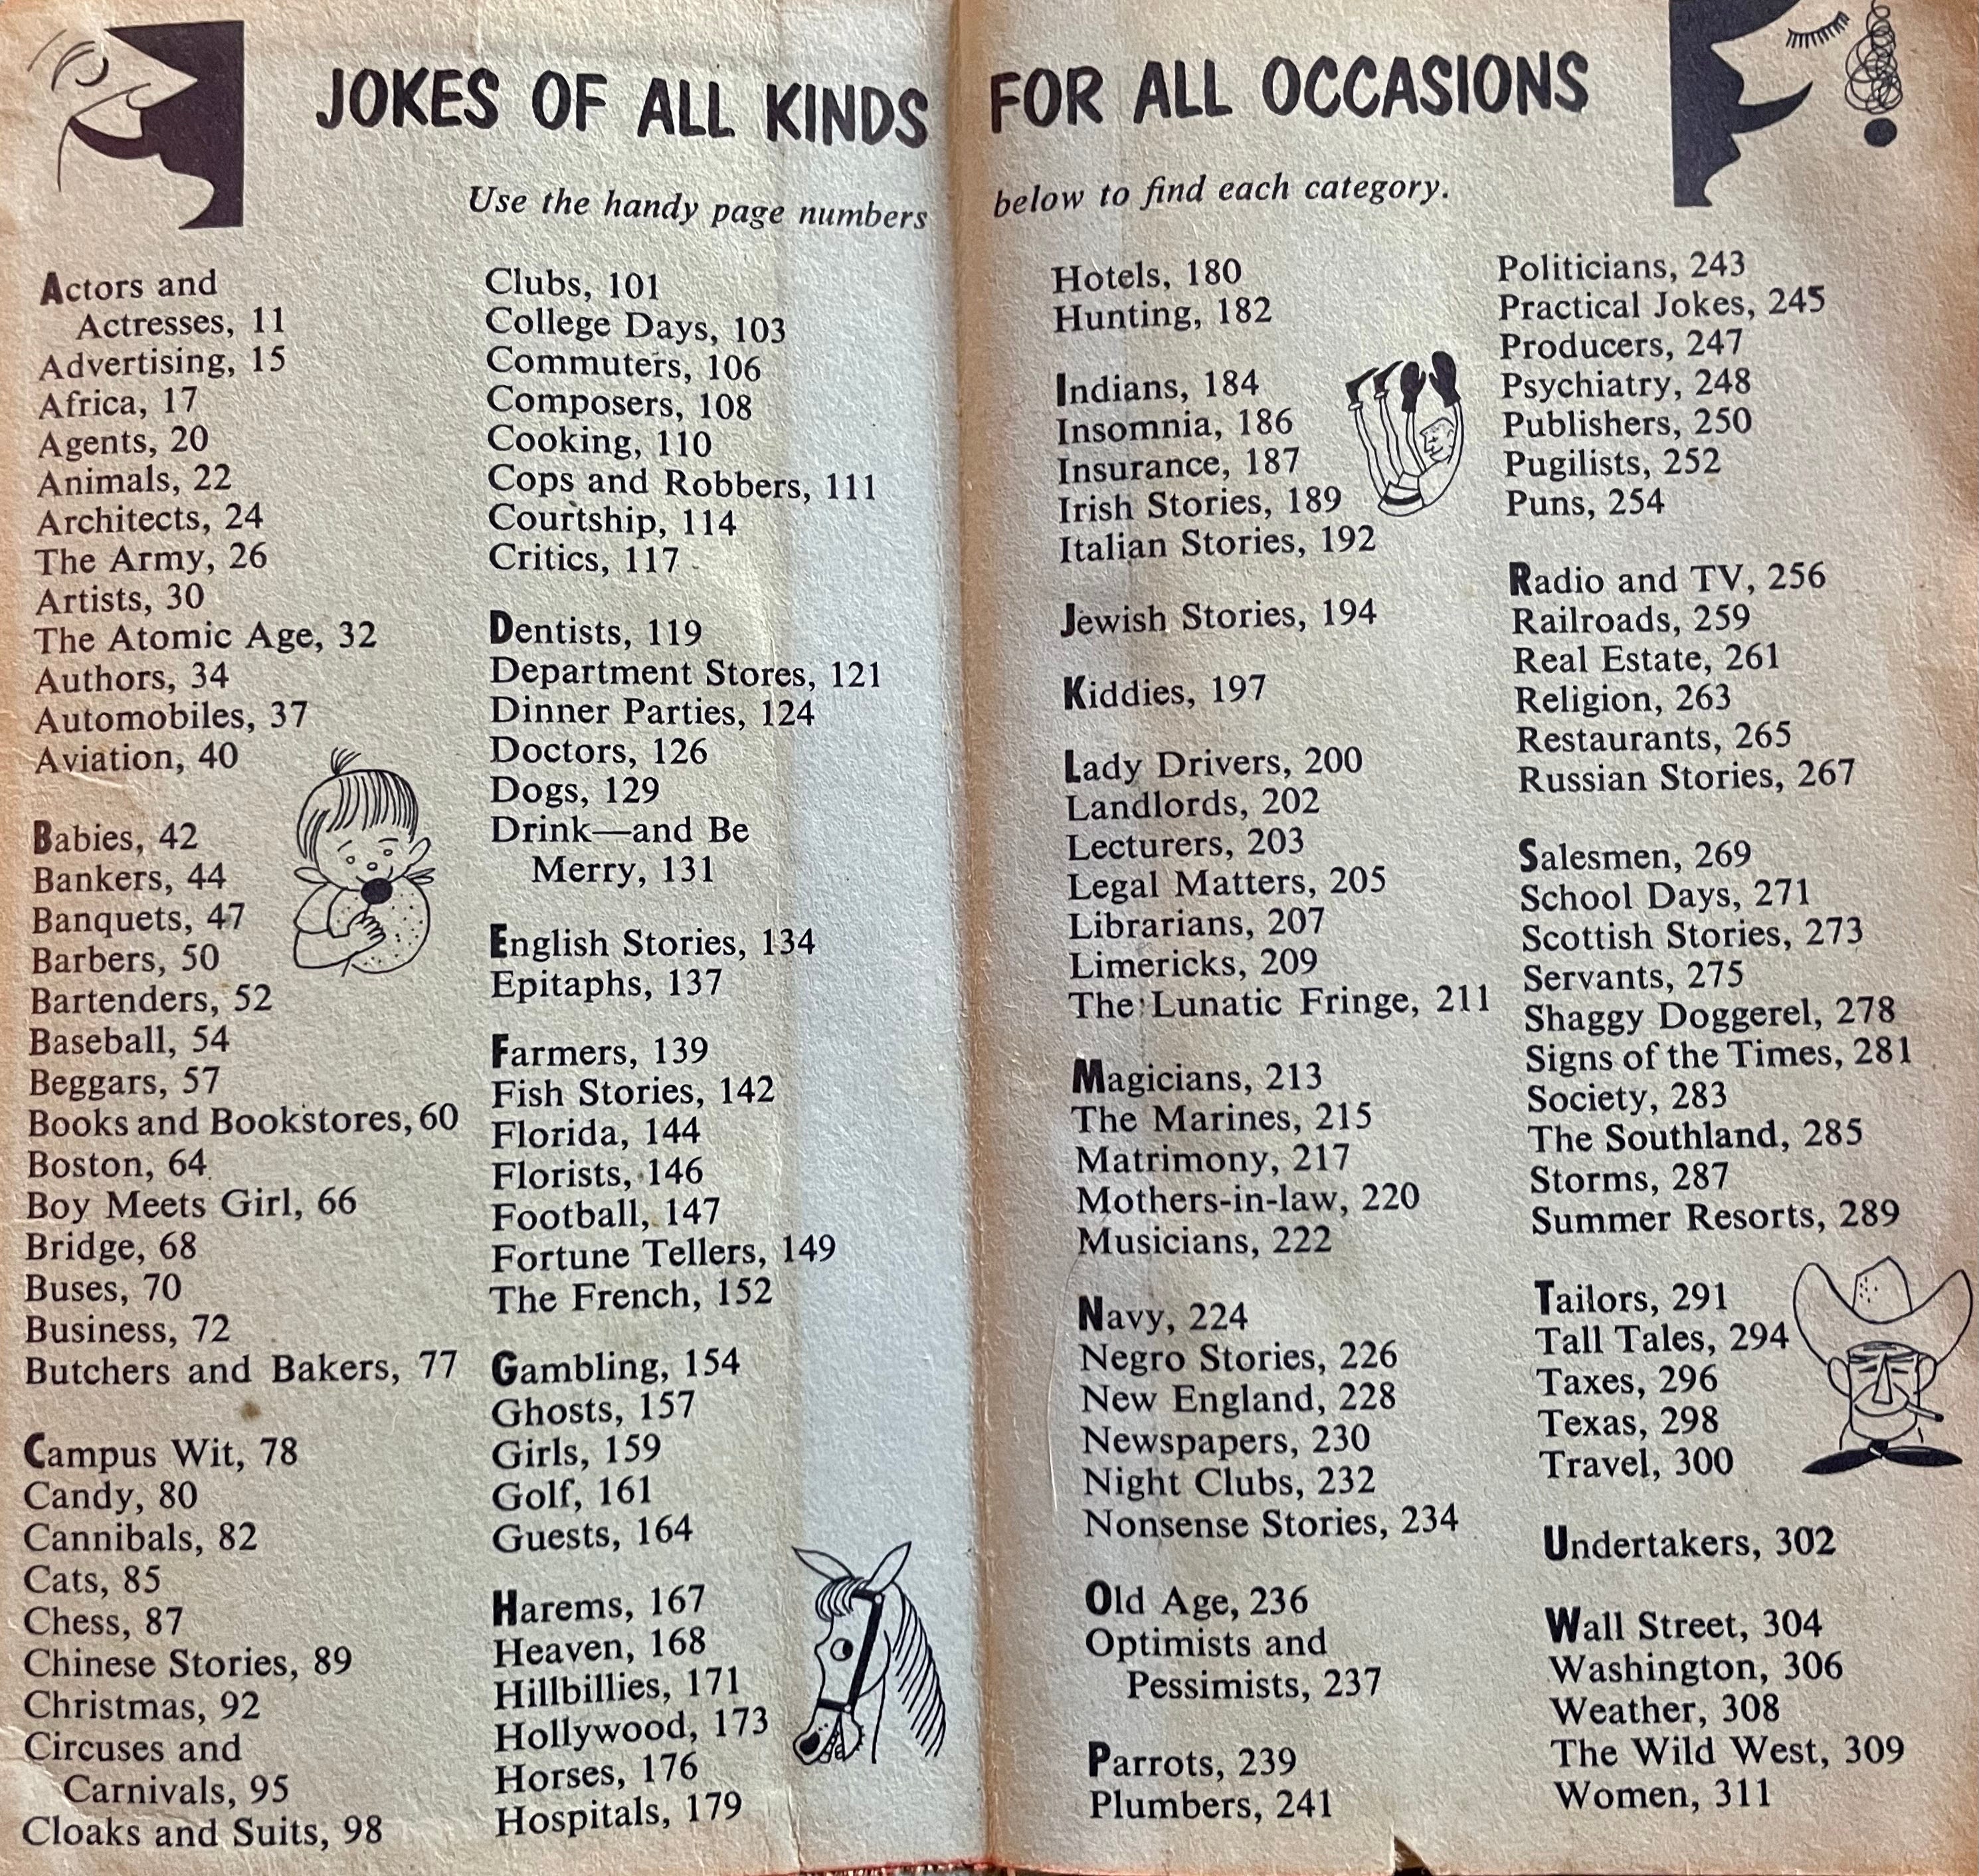 JOKES OF ALL KINDS FOR ALL OCCASIONS
Use the handy page numbers below to find each category.
Actors and
Actresses, 11
Advertising, 15
Africa, 17
Agents, 20
Animals, 22
Architects, 24
The Army, 26
Artists, 30
The Atomic Age, 32
Authors, 34
Automobiles, 37
Aviation, 40
Babies, 42
Bankers, 44
Banquets, 47
Barbers, 50
Bartenders, 52
Baseball, 54
Beggars, 57
Books and Bookstores, 60
Boston, 64
Boy Meets Girl, 66
Bridge, 68
Buses, 70
Business, 72
Butchers and Bakers, 77
Campus Wit, 78
Candy, 80
Cannibals, 82
Cats, 85
Chess, 87
Chinese Stories, 89
Christmas, 92
Circuses and
Carnivals, 95
Cloaks and Suits, 98
Clubs, 101
College Days, 103
Commuters, 106
Composers, 108
Cooking, 110
Cops and Robbers, 111
Courtship, 114
Critics, 117
Dentists, 119
Department Stores, 121
Dinner Parties, 124
Doctors, 126
Dogs, 129
Drink—and Be
Merry, 131
English Stories, 134
Epitaphs, 137
Farmers, 139
Fish Stories, 142
Florida, 144
Florists, 146
Football, 147
Fortune Tellers, 149
The French, 152
Gambling, 154
Ghosts, 157
Girls, 159
Golf, 161
Guests, 164
Harems, 167
Heaven, 168
Hillbillies, 171
Hollywood, 173
Horses, 176
Hospitals, 179
Hotels, 180
Hunting, 182
Indians, 184
Insomnia, 186
Insurance, 187
Irish Stories, 189
Italian Stories, 192
Jewish Stories, 194
Kiddies, 197
Lady Drivers, 200
Landlords, 202
Lecturers, 203
Legal Matters, 205
Librarians, 207
Limericks, 209
The Lunatic Fringe, 211
Magicians, 213
The Marines, 215
Matrimony, 217
Mothers-in-law, 220
Musicians, 222
Navy, 224
Negro Stories, 226
New England, 228
Newspapers, 230
Night Clubs, 232
Nonsense Stories, 234
Old Age, 236
Optimists and
Pessimists, 237
Parrots, 239
Plumbers, 241
Politicians, 243
Practical Jokes, 245
Producers, 247
Psychiatry, 248
Publishers, 250
Pugilists, 252
Puns, 254
Radio and TV, 256
Railroads, 259
Real Estate, 261
Religion, 263
Restaurants, 265
Russian Stories, 267
Salesmen, 269
School Days, 271
Scottish Stories, 273
Servants, 275
Shaggy Doggerel, 278
Signs of the Times, 281
Society, 283
The Southland, 285
Storms, 287
Summer Resorts, 289
Tailors, 291
Tall Tales, 294
Taxes, 296
Texas, 298
Travel, 300
Undertakers, 302
Wall Street, 304
Washington, 306
Weather, 308
The Wild West, 309
Women, 311